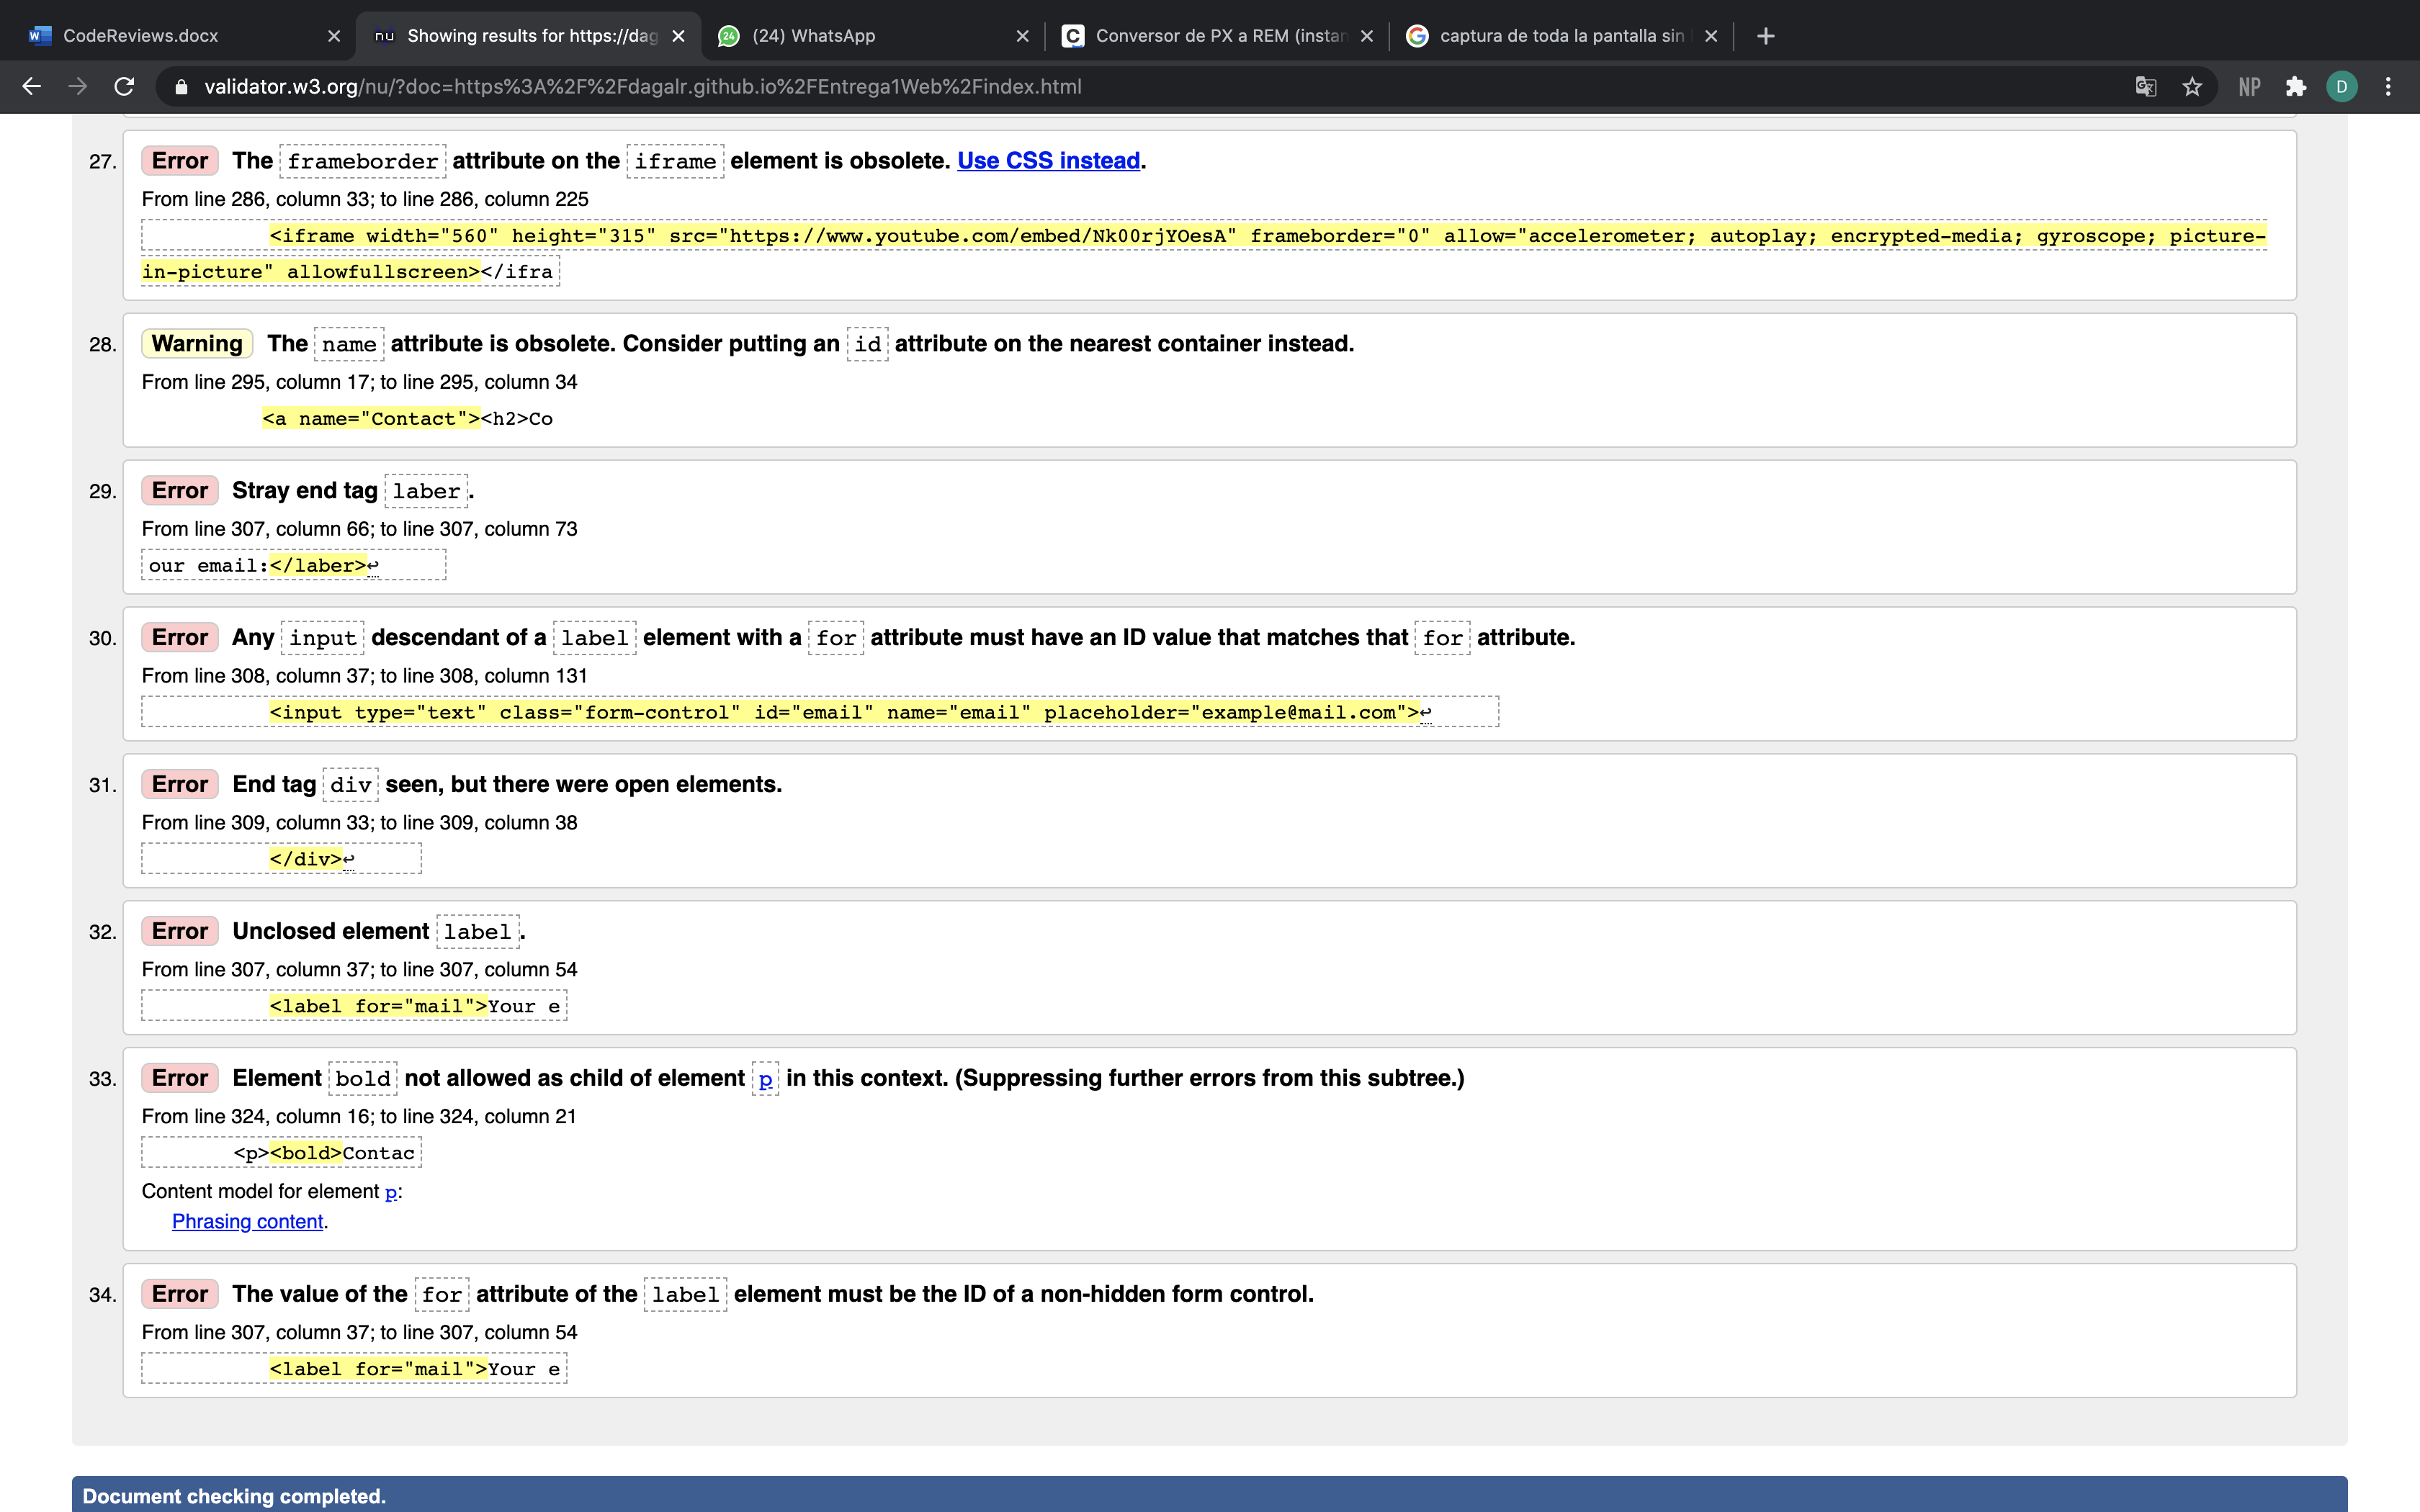 CodeReviews.docx
Showing results for https://dag
(24) WhatsApp
Conversor de PX a REM (instan
captura de toda la pantalla sin
validator.w3.org/nu/?doc=https%3A%2F%2Fdagalr.github.io%2FEntrega1Web%2Findex.html
NP
D
27. Error The frameborder attribute on the iframe element is obsolete. Use CSS instead.
From line 286, column 33; to line 286, column 225
<iframe width="560" height="315" src="https://www.youtube.com/embed/Nk00rjYOesA" frameborder="0" allow="accelerometer; autoplay; encrypted-media; gyroscope; picture-
in-picture" allowfullscreen></ifra
28. Warning The name attribute is obsolete. Consider putting an id attribute on the nearest container instead.
From line 295, column 17; to line 295, column 34
<a name="Contact"><h2>Co
29. Error Stray end tag laber.
From line 307, column 66; to line 307, column 73
our email:</laber>↩
30. Error Any input descendant of a label element with a for attribute must have an ID value that matches that for attribute.
From line 308, column 37; to line 308, column 131
<input type="text" class="form-control" id="email" name="email" placeholder="example@mail.com">↩
31. Error End tag div seen, but there were open elements.
From line 309, column 33; to line 309, column 38
</div>↩
32. Error Unclosed element label.
From line 307, column 37; to line 307, column 54
<label for="mail">Your e
33. Error Element bold not allowed as child of element p in this context. (Suppressing further errors from this subtree.)
From line 324, column 16; to line 324, column 21
<p><bold>Contac
Content model for element p:
Phrasing content.
34. Error The value of the for attribute of the label element must be the ID of a non-hidden form control.
From line 307, column 37; to line 307, column 54
<label for="mail">Your e
Document checking completed.